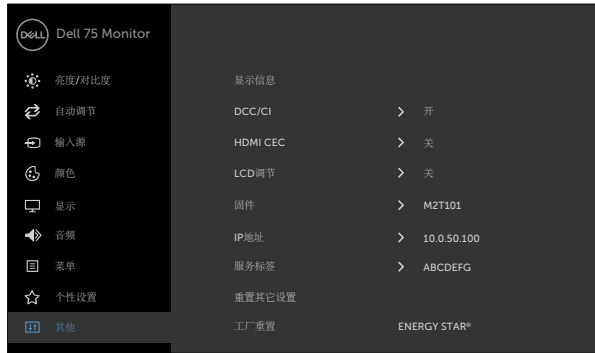 DELL Dell 75 Monitor
亮度/对比度
自动调节
输入源
颜色
显示
音频
菜单
个性设置
其他
显示信息
DCC/CI 开
HDMI CEC 关
LCD调节 关
固件 M2T101
IP地址 10.0.50.100
服务标签 ABCDEFG
重置其它设置
工厂重置 ENERGY STAR®